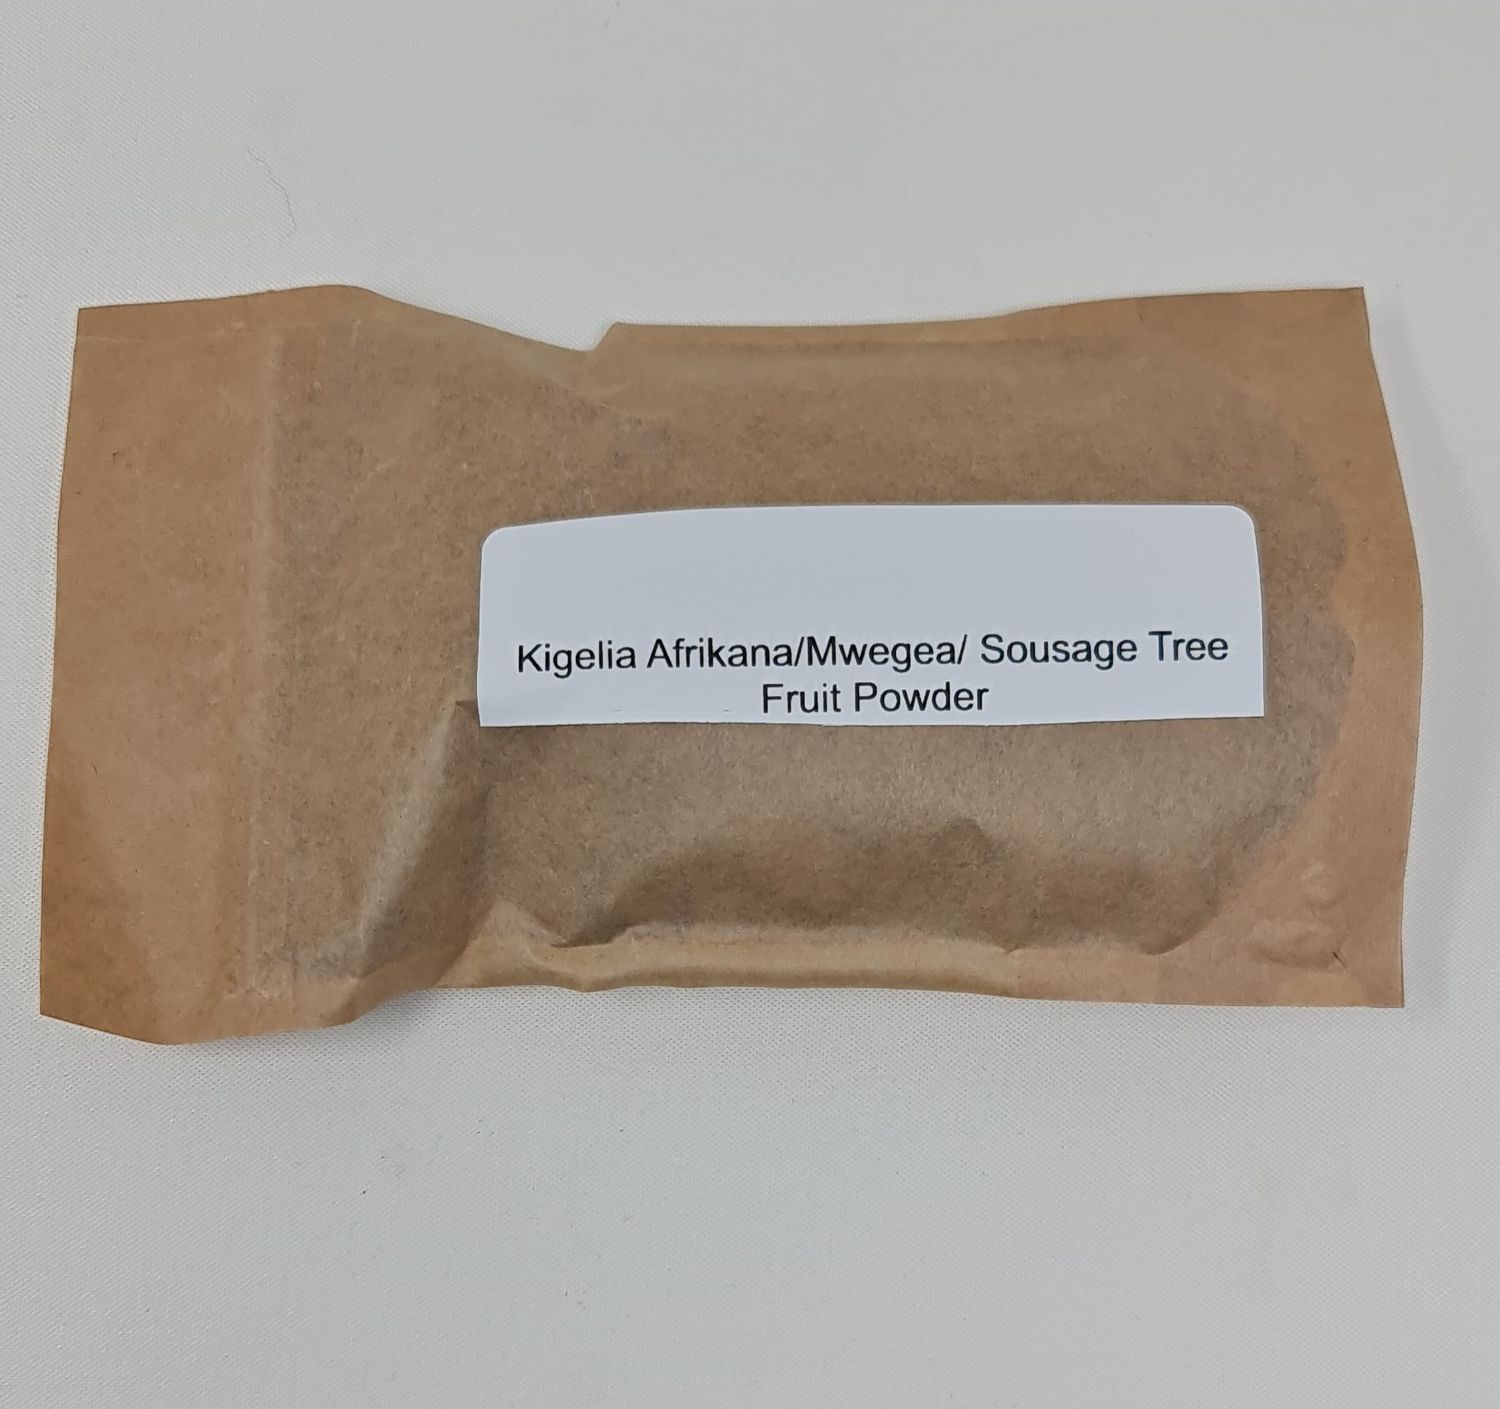 Kigelia Afrikana/Mwegea/ Sousage Tree
Fruit Powder